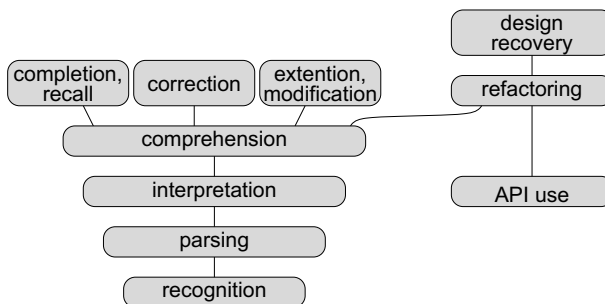 design
recovery
completion,
recall
correction
extention,
modification
refactoring
comprehension
interpretation
API use
parsing
recognition